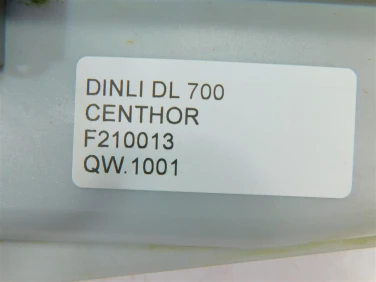 DINLI DL 700
CENTHOR
F210013
QW.1001